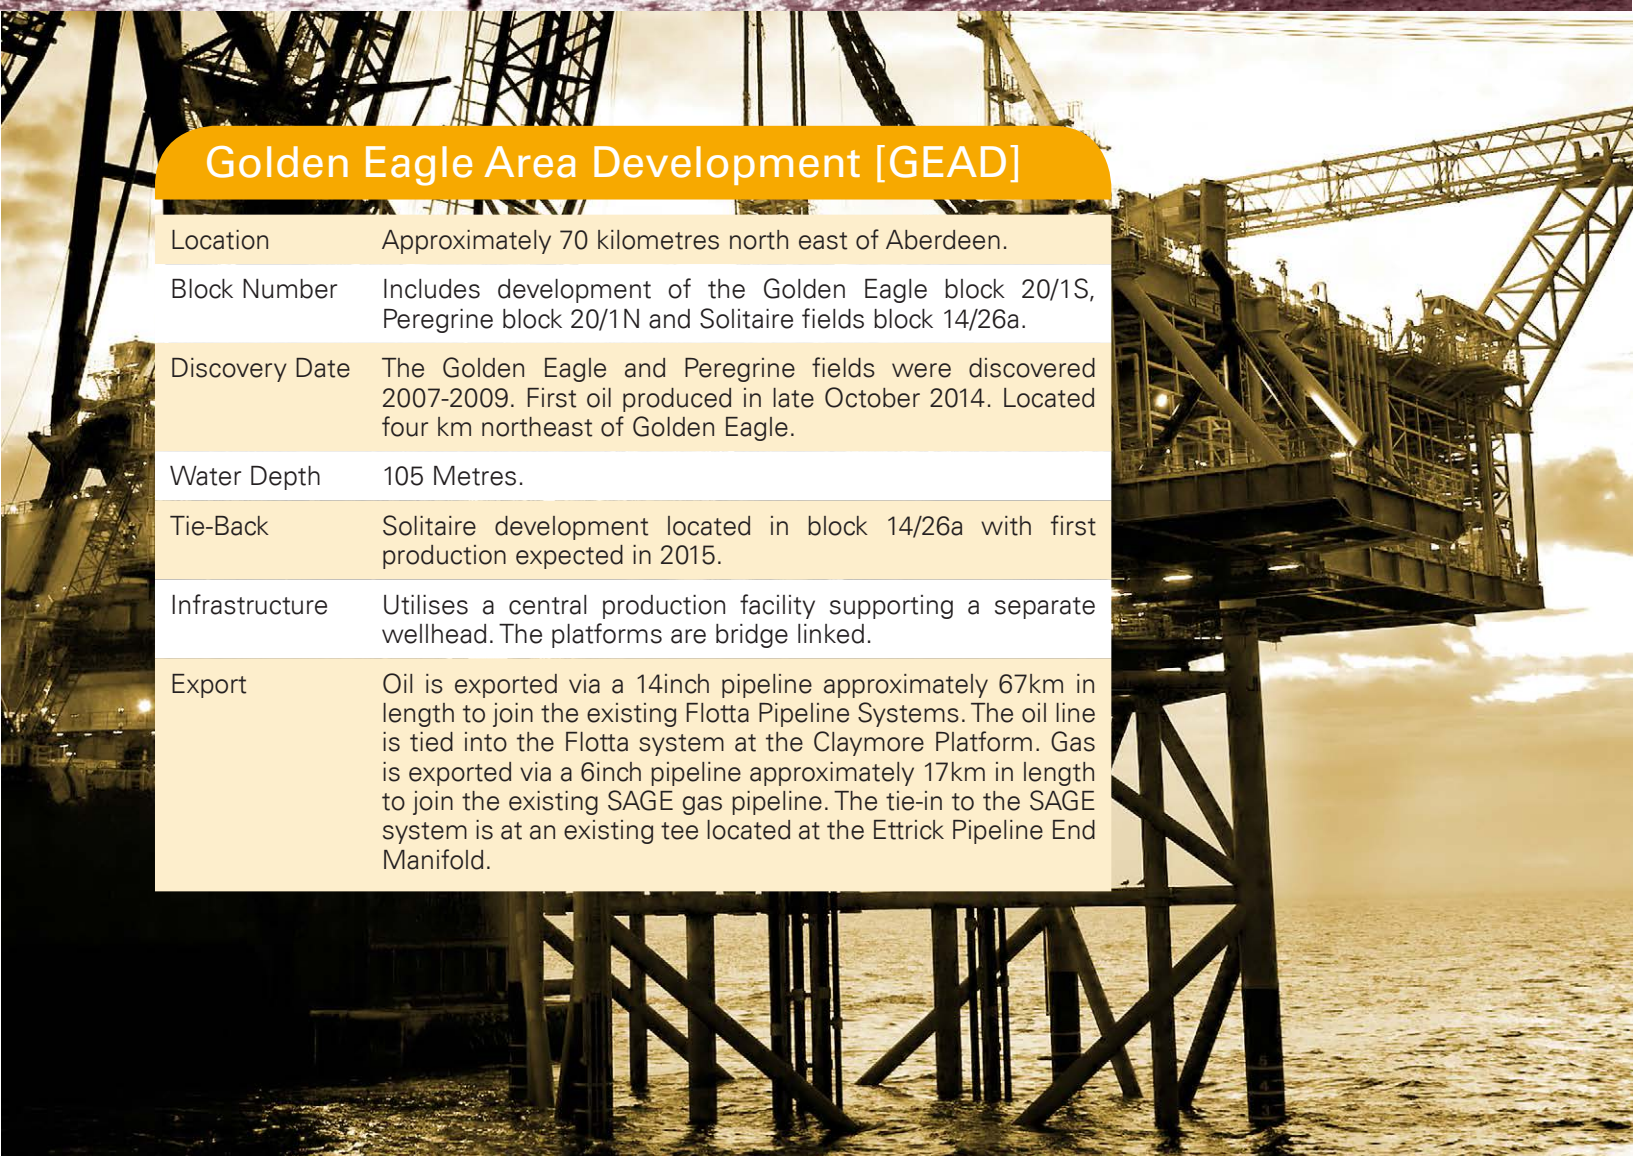 Golden Eagle Area Development [GEAD]
Location Approximately 70 kilometres north east of Aberdeen.
Block Number Includes development of the Golden Eagle block 20/1S,
Peregrine block 20/1N and Solitaire fields block 14/26a.
Discovery Date The Golden Eagle and Peregrine fields were discovered
2007-2009. First oil produced in late October 2014. Located
four km northeast of Golden Eagle.
Water Depth 105 Metres.
Tie-Back Solitaire development located in block 14/26a with first
production expected in 2015.
Infrastructure Utilises a central production facility supporting a separate
wellhead. The platforms are bridge linked.
Export Oil is exported via a 14inch pipeline approximately 67km in
length to join the existing Flotta Pipeline Systems. The oil line
is tied into the Flotta system at the Claymore Platform. Gas
is exported via a 6inch pipeline approximately 17km in length
to join the existing SAGE gas pipeline. The tie-in to the SAGE
system is at an existing tee located at the Ettrick Pipeline End
Manifold.